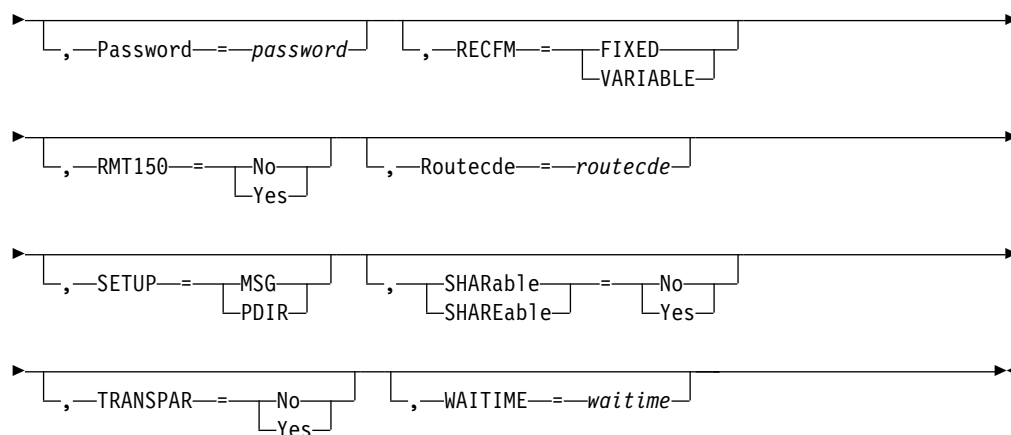 , Password = password , RECFM = FIXED
VARIABLE
, RMT150 = No , Routecde = routecde
Yes
, SETUP = MSG , SHARable = No
PDIR SHAREable Yes
, TRANSPAR = No , WAITIME = waitime
Yes